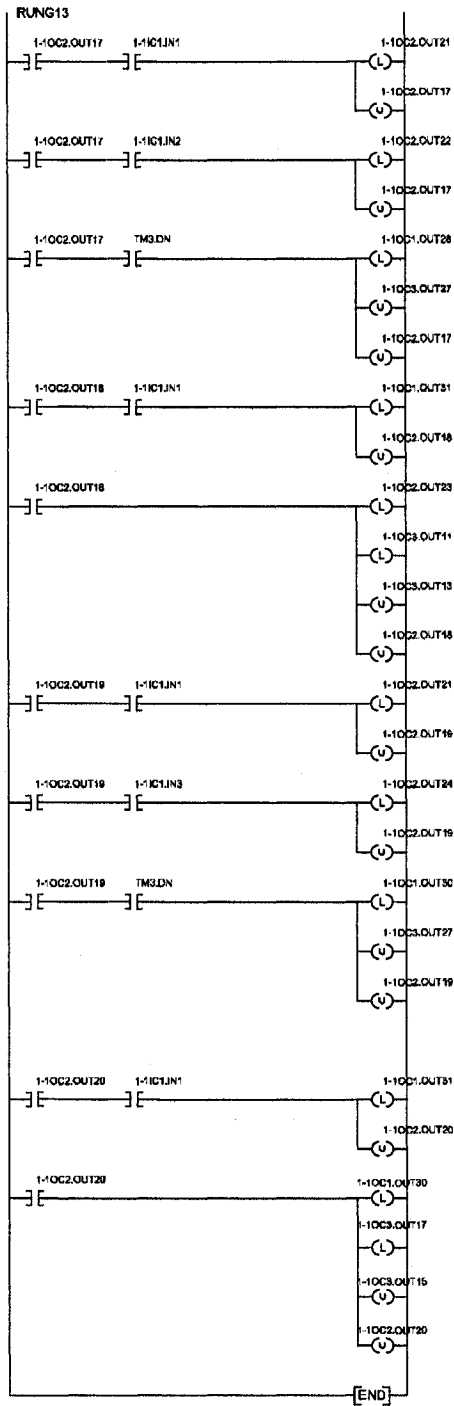 RUNG13
1-1OC2.OUT17 1-1IC1.IN1 1-1OC2.OUT21
L
1-1OC2.OUT17
U
1-1OC2.OUT17 1-1IC1.IN2 1-1OC2.OUT22
L
1-1OC2.OUT17
U
1-1OC2.OUT17 TM3.DN 1-1OC1.OUT28
L
1-1OC3.OUT27
U
1-1OC2.OUT17
U
1-1OC2.OUT18 1-1IC1.IN1 1-1OC1.OUT31
L
1-1OC2.OUT18
U
1-1OC2.OUT18 1-1OC2.OUT23
L
1-1OC3.OUT11
L
1-1OC3.OUT13
U
1-1OC2.OUT18
U
1-1OC2.OUT19 1-1IC1.IN1 1-1OC2.OUT21
L
1-1OC2.OUT19
U
1-1OC2.OUT19 1-1IC1.IN3 1-1OC2.OUT24
L
1-1OC2.OUT19
U
1-1OC2.OUT19 TM3.DN 1-1OC1.OUT30
L
1-1OC3.OUT27
U
1-1OC2.OUT19
U
1-1OC2.OUT20 1-1IC1.IN1 1-1OC1.OUT31
L
1-1OC2.OUT20
U
1-1OC2.OUT20 1-1OC1.OUT30
L
1-1OC3.OUT17
L
1-1OC3.OUT15
U
1-1OC2.OUT20
U
[END]